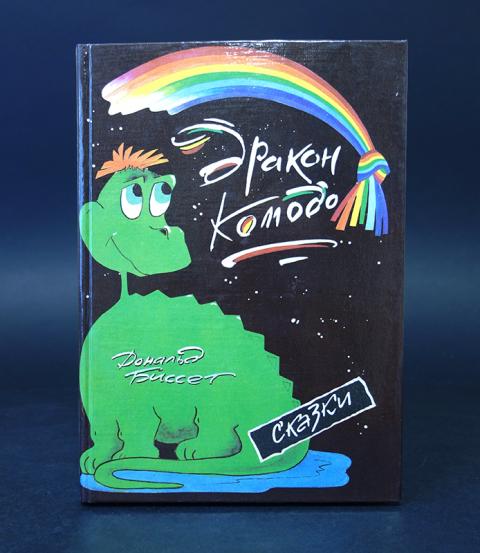 Дракон
Комодо
Дональд
Биссет
сказки